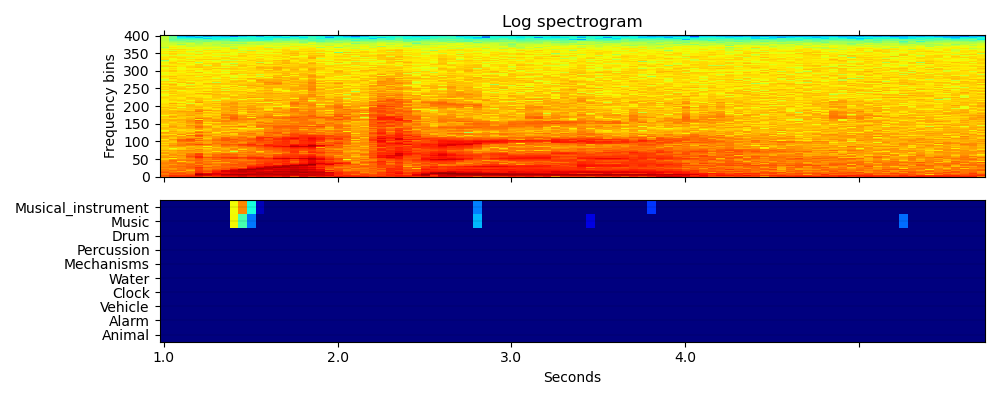 Log spectrogram
Frequency bins
400
350
300
250
200
150
100
50
0
Musical_instrument
Music
Drum
Percussion
Mechanisms
Water
Clock
Vehicle
Alarm
Animal
1.0 2.0 3.0 4.0
Seconds